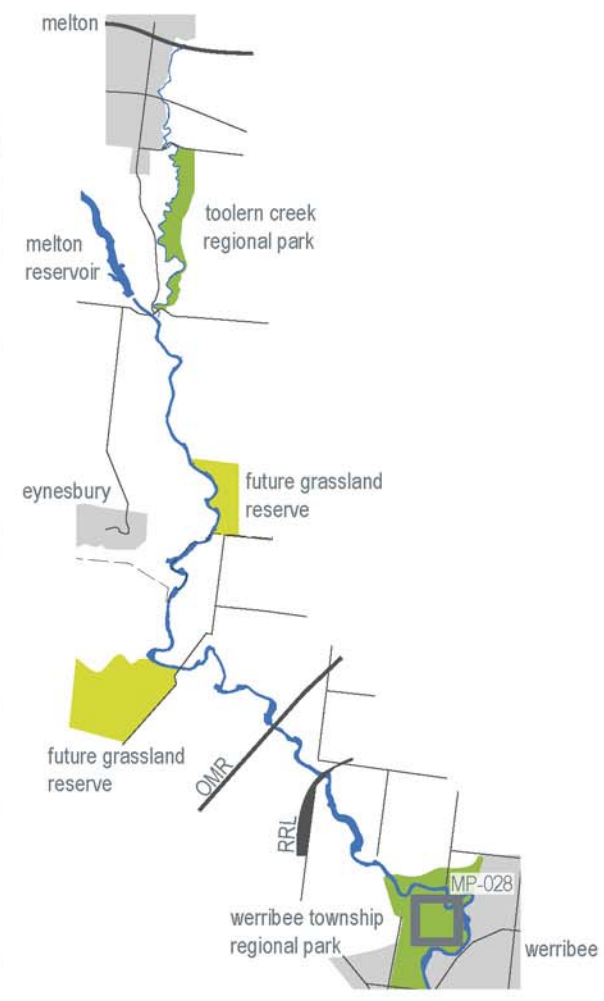 melton
toolern creek
regional park
melton
reservoir
future grassland
reserve
eynesbury
future grassland
reserve
OMR
RRL
MP-028
werribee township
regional park
werribee